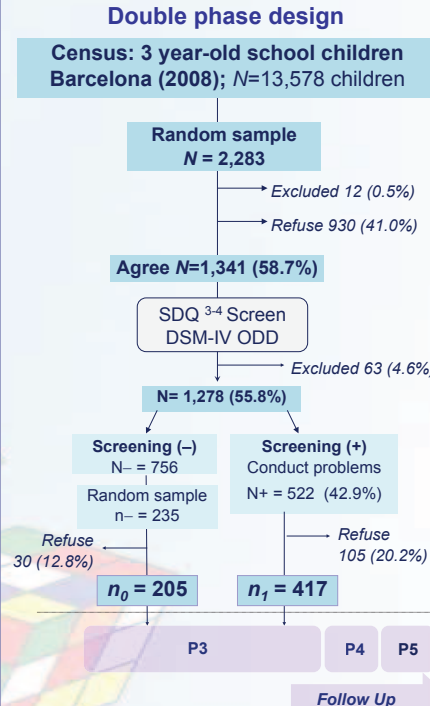 Double phase design
Census: 3 year-old school children
Barcelona (2008); N=13,578 children
Random sample
N = 2,283
Excluded 12 (0.5%)
Refuse 930 (41.0%)
Agree N=1,341 (58.7%)
SDQ 3-4 Screen
DSM-IV ODD
Excluded 63 (4.6%)
N= 1,278 (55.8%)
Screening (–)
N– = 756
Random sample
n– = 235
Screening (+)
Conduct problems
N+ = 522 (42.9%)
Refuse
30 (12.8%)
Refuse
105 (20.2%)
n0 = 205
n1 = 417
P3
P4
P5
Follow Up